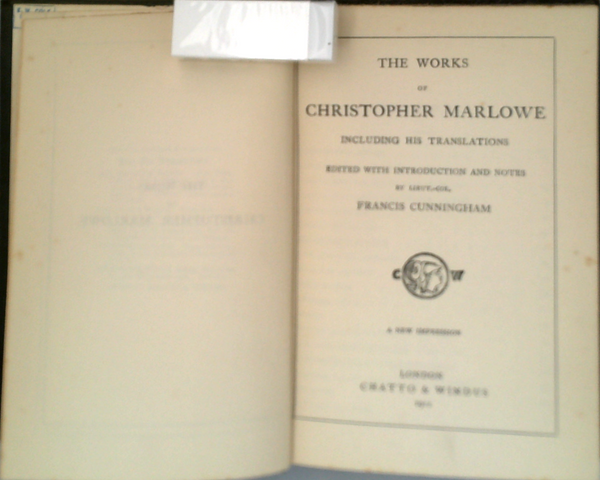 THE WORKS
OF
CHRISTOPHER MARLOWE
INCLUDING HIS TRANSLATIONS
EDITED WITH INTRODUCTION AND NOTES
BY LIEUT.-COL.
FRANCIS CUNNINGHAM
C W
A NEW IMPRESSION
LONDON
CHATTO & WINDUS